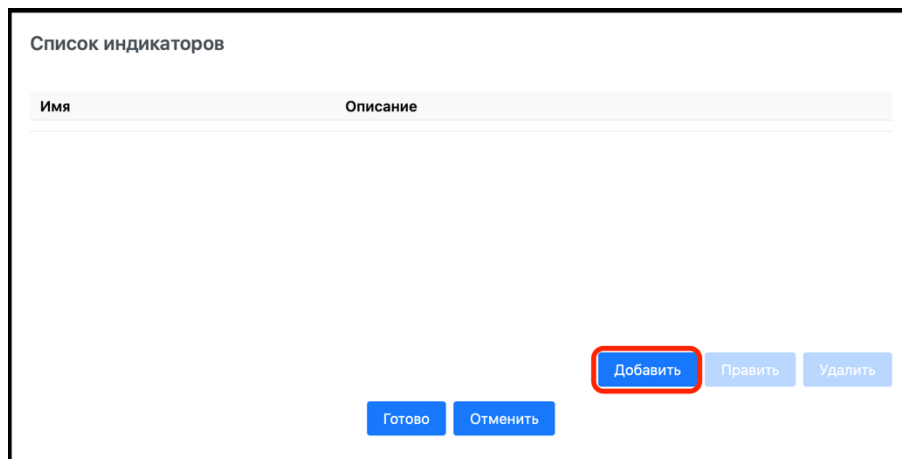 Список индикаторов
Имя Описание
Добавить Править Удалить
Готово Отменить